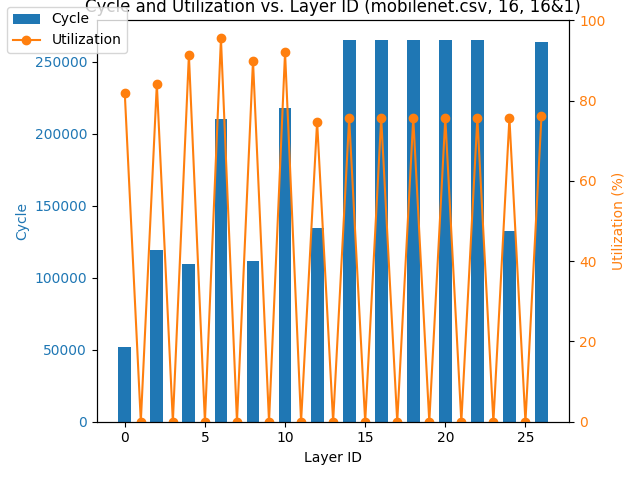 Cycle and Utilization vs. Layer ID (mobilenet.csv, 16, 16&1)
Cycle
Utilization
250000
200000
150000
100000
50000
0
Cycle
100
80
60
40
20
0
Utilization (%)
0 5 10 15 20 25
Layer ID